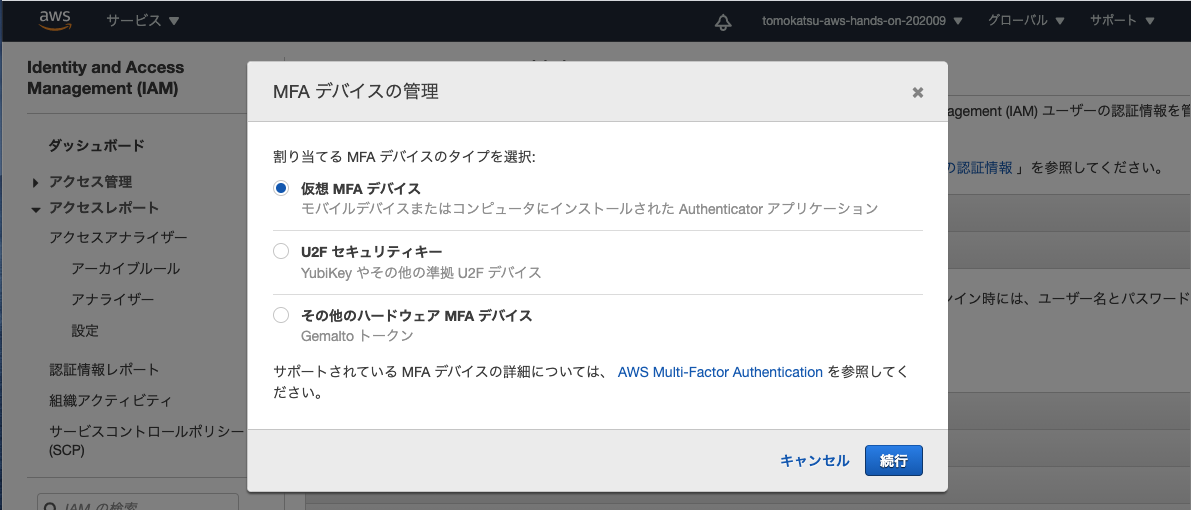 aws
サービス
tomokatsu-aws-hands-on-202009
グローバル
サポート
Identity and Access
Management (IAM)
ダッシュボード
アクセス管理
アクセスレポート
アクセスアナライザー
アーカイブルール
アナライザー
設定
認証情報レポート
組織アクティビティ
サービスコントロールポリシー
(SCP)
IAM の検索
MFA デバイスの管理
割り当てる MFA デバイスのタイプを選択:
仮想 MFA デバイス
モバイルデバイスまたはコンピュータにインストールされた Authenticator アプリケーション
U2F セキュリティキー
YubiKey やその他の準拠 U2F デバイス
その他のハードウェア MFA デバイス
Gemalto トークン
サポートされている MFA デバイスの詳細については、 AWS Multi-Factor Authentication を参照してく
ださい。
キャンセル
続行
agement (IAM) ユーザーの認証情報を管
の認証情報 」を参照してください。
イン時には、ユーザー名とパスワード